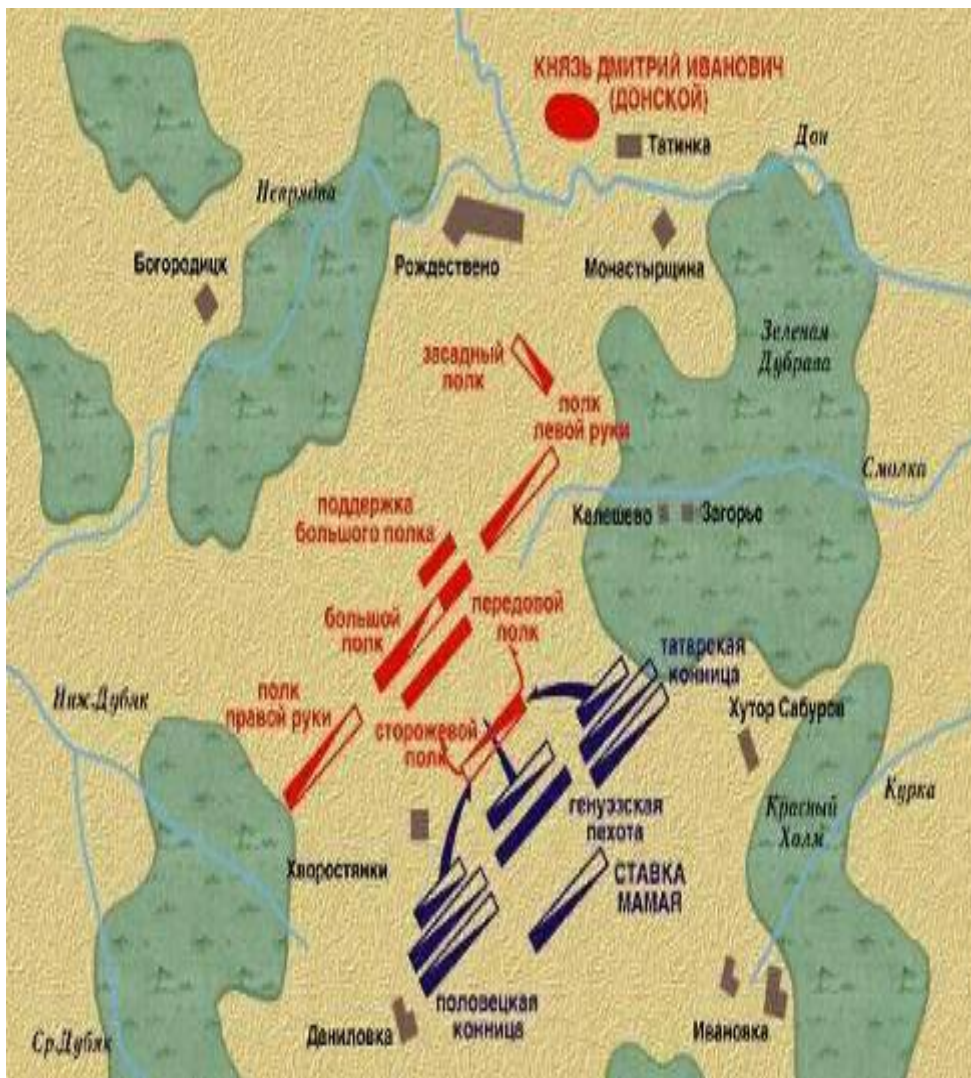 КНЯЗЬ ДМИТРИЙ ИВАНОВИЧ
(ДОНСКОЙ)
Татинка
Дон
Непрядва
Богородицк
Рождествено
Монастырщина
Зеленам
Дубрава
засадный
полк
полк
левой руки
Смолка
поддержка
большого полка
Калешево
Загорье
большой
полк
передовой
полк
татарская
конница
Ниж.Дубяк
полк
правой руки
Хутор Сабуров
сторожевой
полк
Курка
Красный
Холм
генуэзская
пехота
Хворостянки
СТАВКА
МАМАЯ
половецкая
конница
Даниловка
Ивановка
Ср.Дубяк